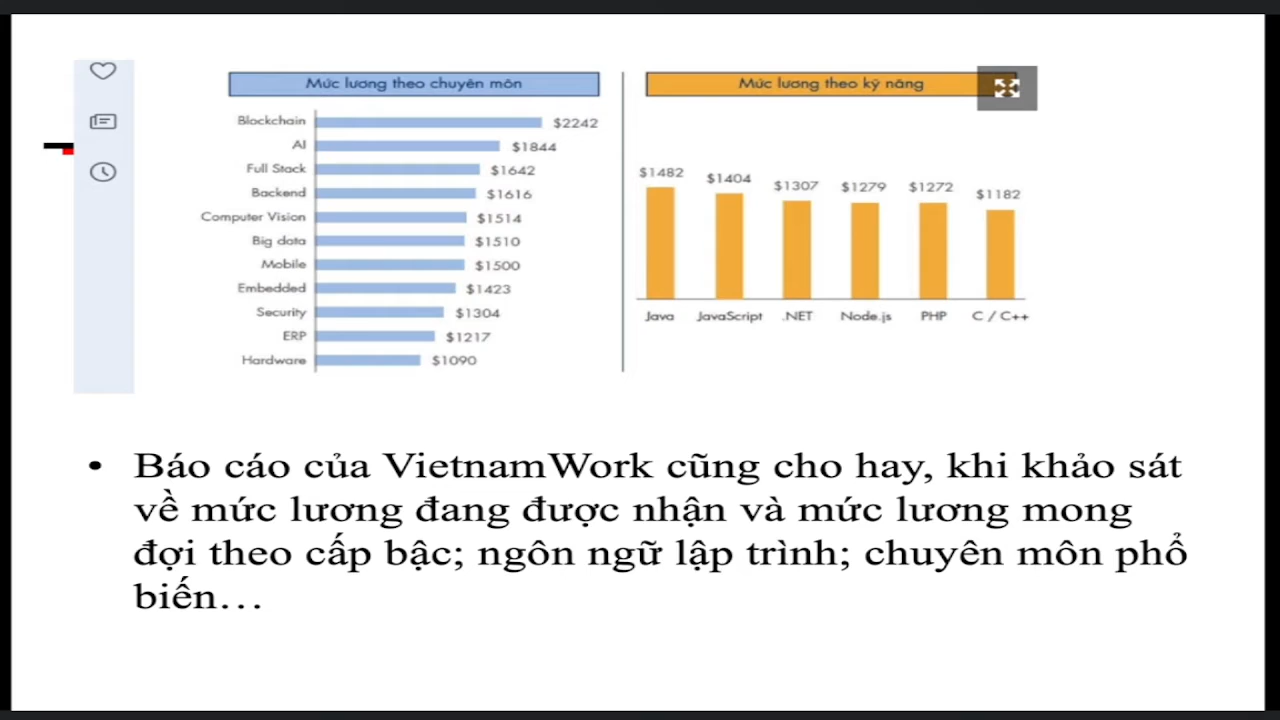 Mức lương theo chuyên môn
Blockchain $2242
AI $1844
Full Stack $1642
Backend $1616
Computer Vision $1514
Big data $1510
Mobile $1500
Embedded $1423
Security $1304
ERP $1217
Hardware $1090
Mức lương theo kỹ năng
$1482 $1404 $1307 $1279 $1272 $1182
Java JavaScript .NET Node.js PHP C / C++
• Báo cáo của VietnamWork cũng cho hay, khi khảo sát
về mức lương đang được nhận và mức lương mong
đợi theo cấp bậc; ngôn ngữ lập trình; chuyên môn phổ
biến…